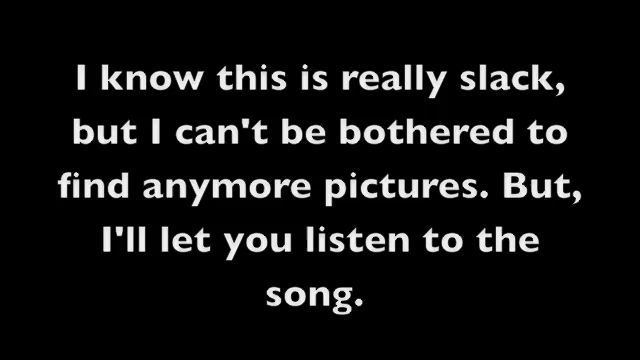 I know this is really slack,
but I can't be bothered to
find anymore pictures. But,
I'll let you listen to the
song.